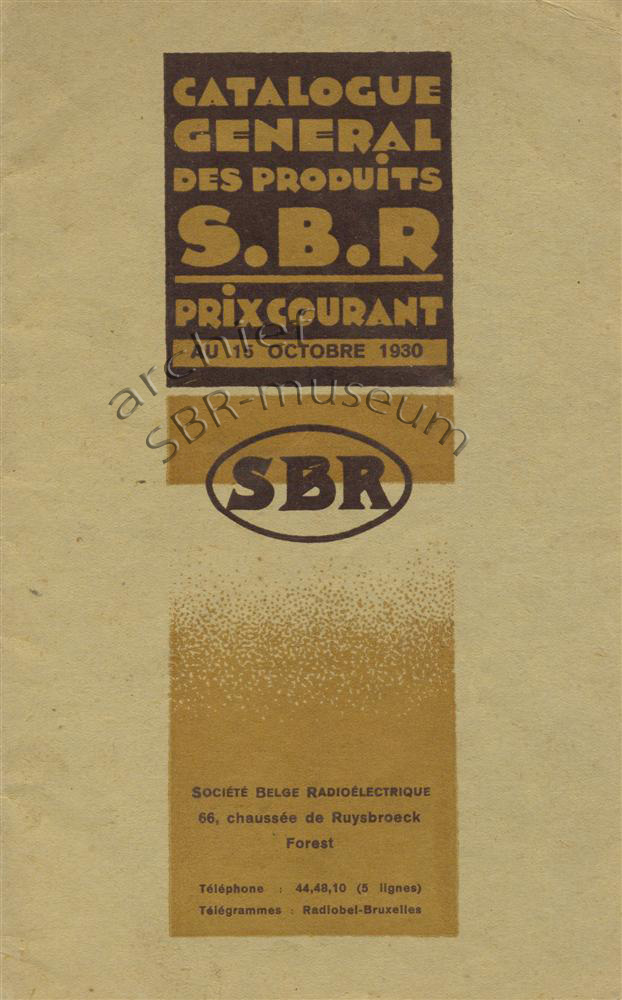 CATALOGUE
GENERAL
DES PRODUiTS
S.B.R
PRiX COURANT
AU 15 OCTOBRE 1930
archief
SBR-museum
SBR
SOCIÉTÉ BELGE RADIOÉLECTRIQUE
66, chaussée de Ruysbroeck
Forest
Téléphone : 44,48,10 (5 lignes)
Télégrammes : Radiobel-Bruxelles